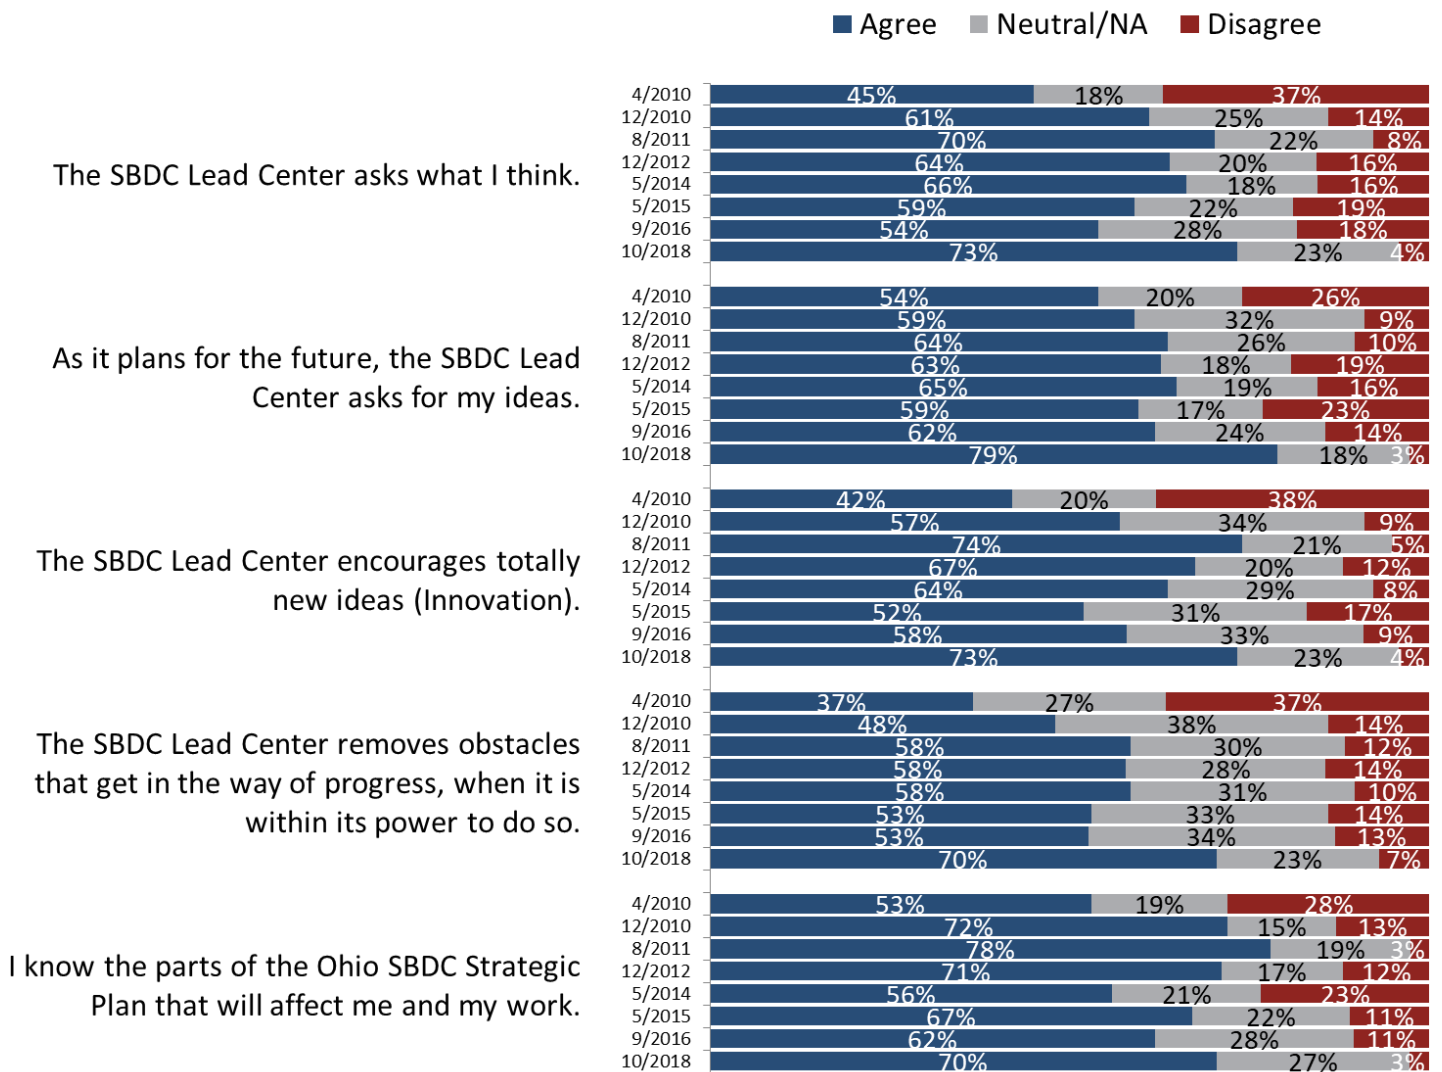 Agree Neutral/NA Disagree
4/2010 45% 18% 37%
12/2010 61% 25% 14%
8/2011 70% 22% 8%
The SBDC Lead Center asks what I think.
12/2012 64% 20% 16%
5/2014 66% 18% 16%
5/2015 59% 22% 19%
9/2016 54% 28% 18%
10/2018 73% 23% 4%
4/2010 54% 20% 26%
12/2010 59% 32% 9%
8/2011 64% 26% 10%
As it plans for the future, the SBDC Lead
Center asks for my ideas.
12/2012 63% 18% 19%
5/2014 65% 19% 16%
5/2015 59% 17% 23%
9/2016 62% 24% 14%
10/2018 79% 18% 3%
4/2010 42% 20% 38%
12/2010 57% 34% 9%
8/2011 74% 21% 5%
The SBDC Lead Center encourages totally
new ideas (Innovation).
12/2012 67% 20% 12%
5/2014 64% 29% 8%
5/2015 52% 31% 17%
9/2016 58% 33% 9%
10/2018 73% 23% 4%
4/2010 37% 27% 37%
12/2010 48% 38% 14%
8/2011 58% 30% 12%
The SBDC Lead Center removes obstacles
that get in the way of progress, when it is
within its power to do so.
12/2012 58% 28% 14%
5/2014 58% 31% 10%
5/2015 53% 33% 14%
9/2016 53% 34% 13%
10/2018 70% 23% 7%
4/2010 53% 19% 28%
12/2010 72% 15% 13%
8/2011 78% 19% 3%
I know the parts of the Ohio SBDC Strategic
Plan that will affect me and my work.
12/2012 71% 17% 12%
5/2014 56% 21% 23%
5/2015 67% 22% 11%
9/2016 62% 28% 11%
10/2018 70% 27% 3%